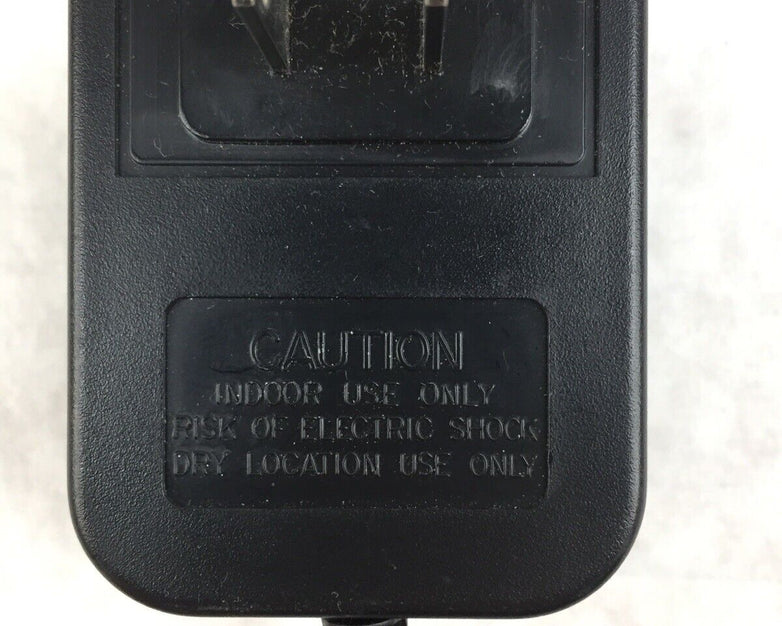 CAUTION
INDOOR USE ONLY
RISK OF ELECTRIC SHOCK
DRY LOCATION USE ONLY